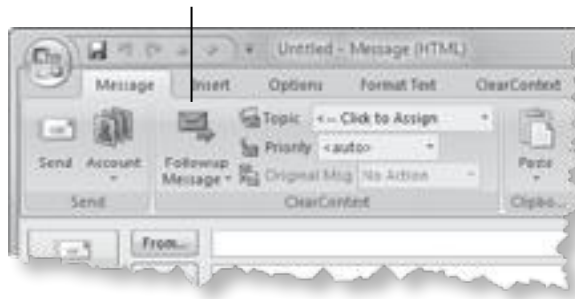 Untitled - Message (HTML)
Message Insert Options Format Text ClearContext
Topic <-- Click to Assign
Priority <auto>
Original Msg No Action
Send Account Followup Message Paste
Send ClearContext Clipbo...
From...